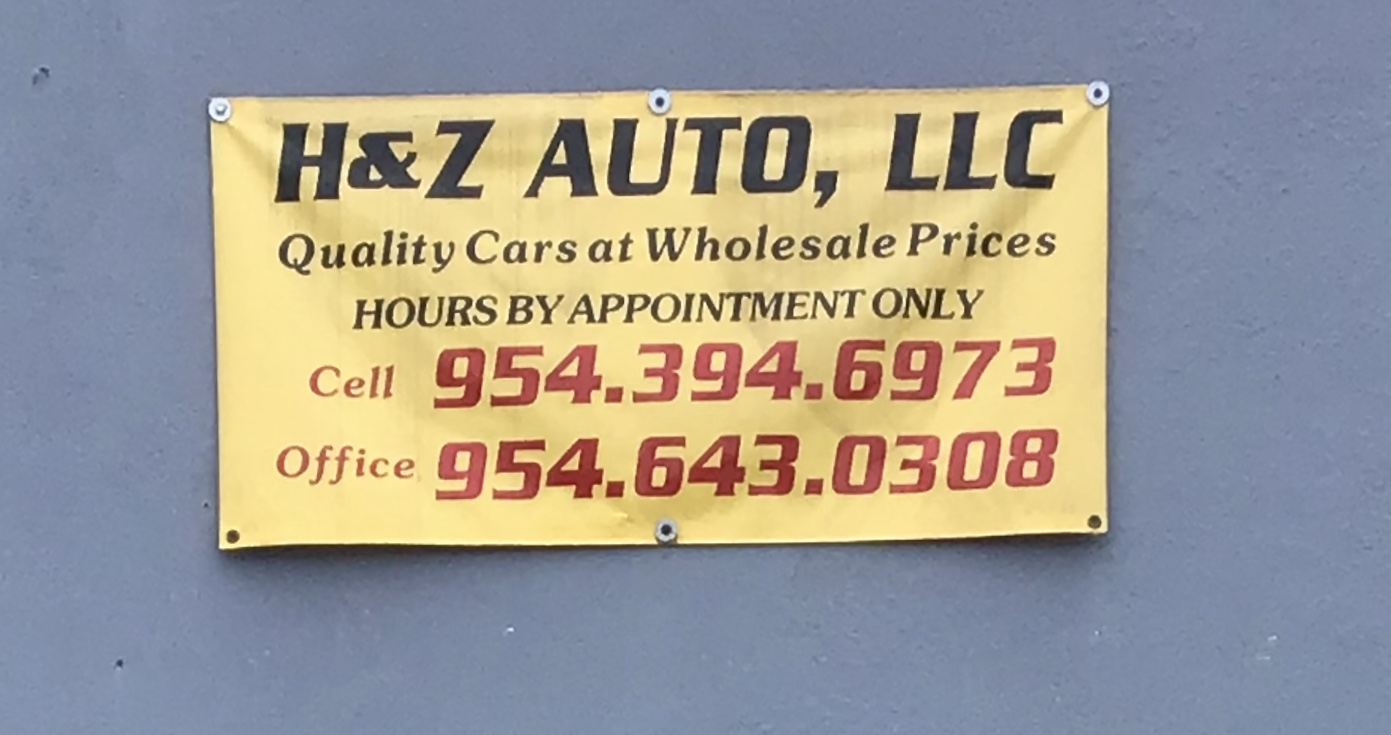 H&Z AUTO, LLC
Quality Cars at Wholesale Prices
HOURS BY APPOINTMENT ONLY
Cell 954.394.6973
Office 954.643.0308